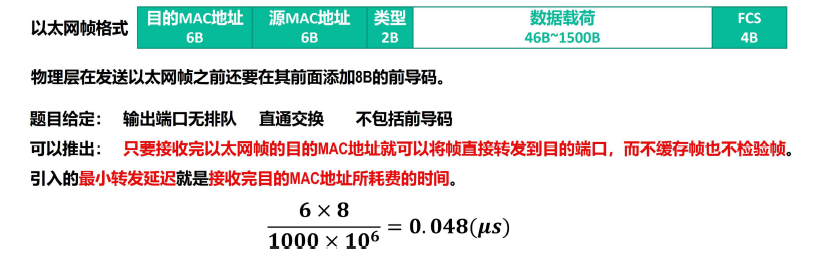 以太网帧格式 目的MAC地址 源MAC地址 类型 数据载荷 FCS
6B 6B 2B 46B~1500B 4B
物理层在发送以太网帧之前还要在其前面添加8B的前导码。
题目给定： 输出端口无排队 直通交换 不包括前导码
可以推出： 只要接收完以太网帧的目的MAC地址就可以将帧直接转发到目的端口，而不缓存帧也不检验帧。
引入的最小转发延迟就是接收完目的MAC地址所耗费的时间。
6 × 8
1000 × 10⁶ = 0.048(μs)